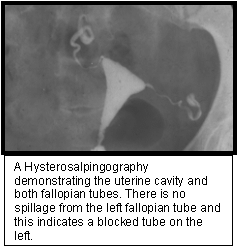 A Hysterosalpingography
demonstrating the uterine cavity and
both fallopian tubes. There is no
spillage from the left fallopian tube and
this indicates a blocked tube on the
left.